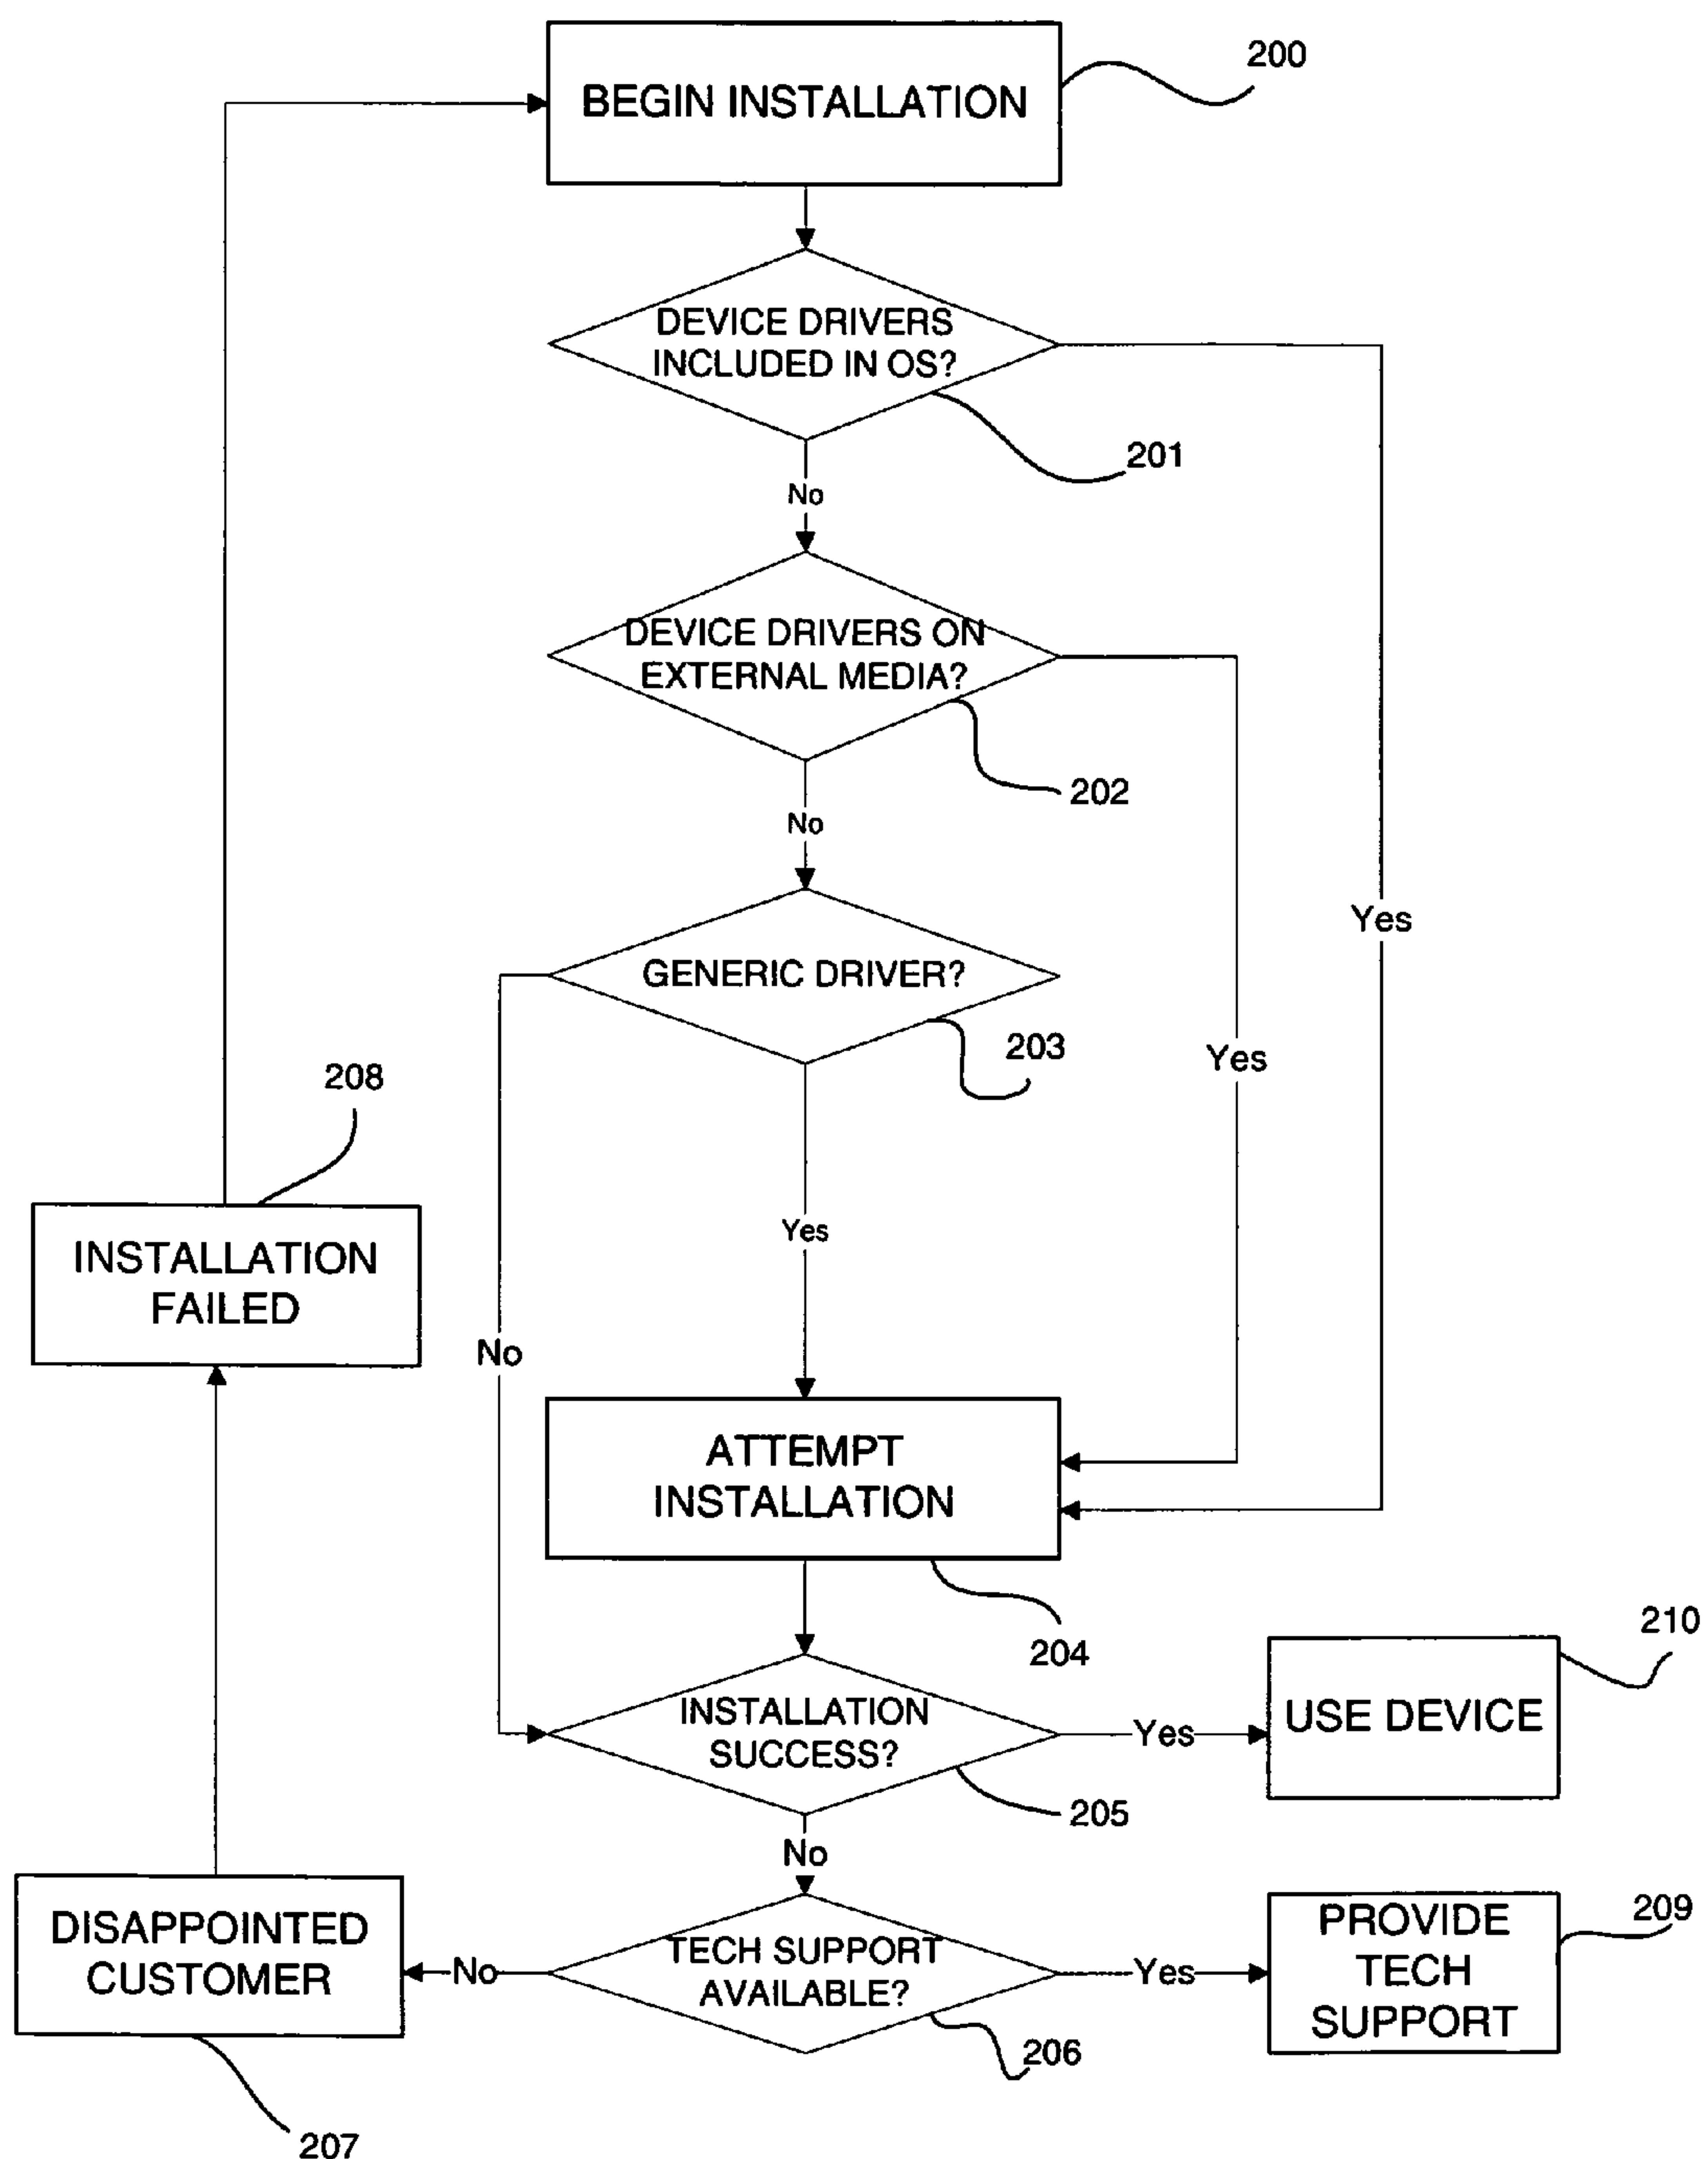 BEGIN INSTALLATION
200
DEVICE DRIVERS
INCLUDED IN OS?
201
No
DEVICE DRIVERS ON
EXTERNAL MEDIA?
202
No
Yes
GENERIC DRIVER?
203
Yes
208
Yes
INSTALLATION
FAILED
No
ATTEMPT
INSTALLATION
204
210
INSTALLATION
SUCCESS?
Yes
USE DEVICE
205
No
DISAPPOINTED
CUSTOMER
No
TECH SUPPORT
AVAILABLE?
Yes
PROVIDE
TECH
SUPPORT
209
206
207